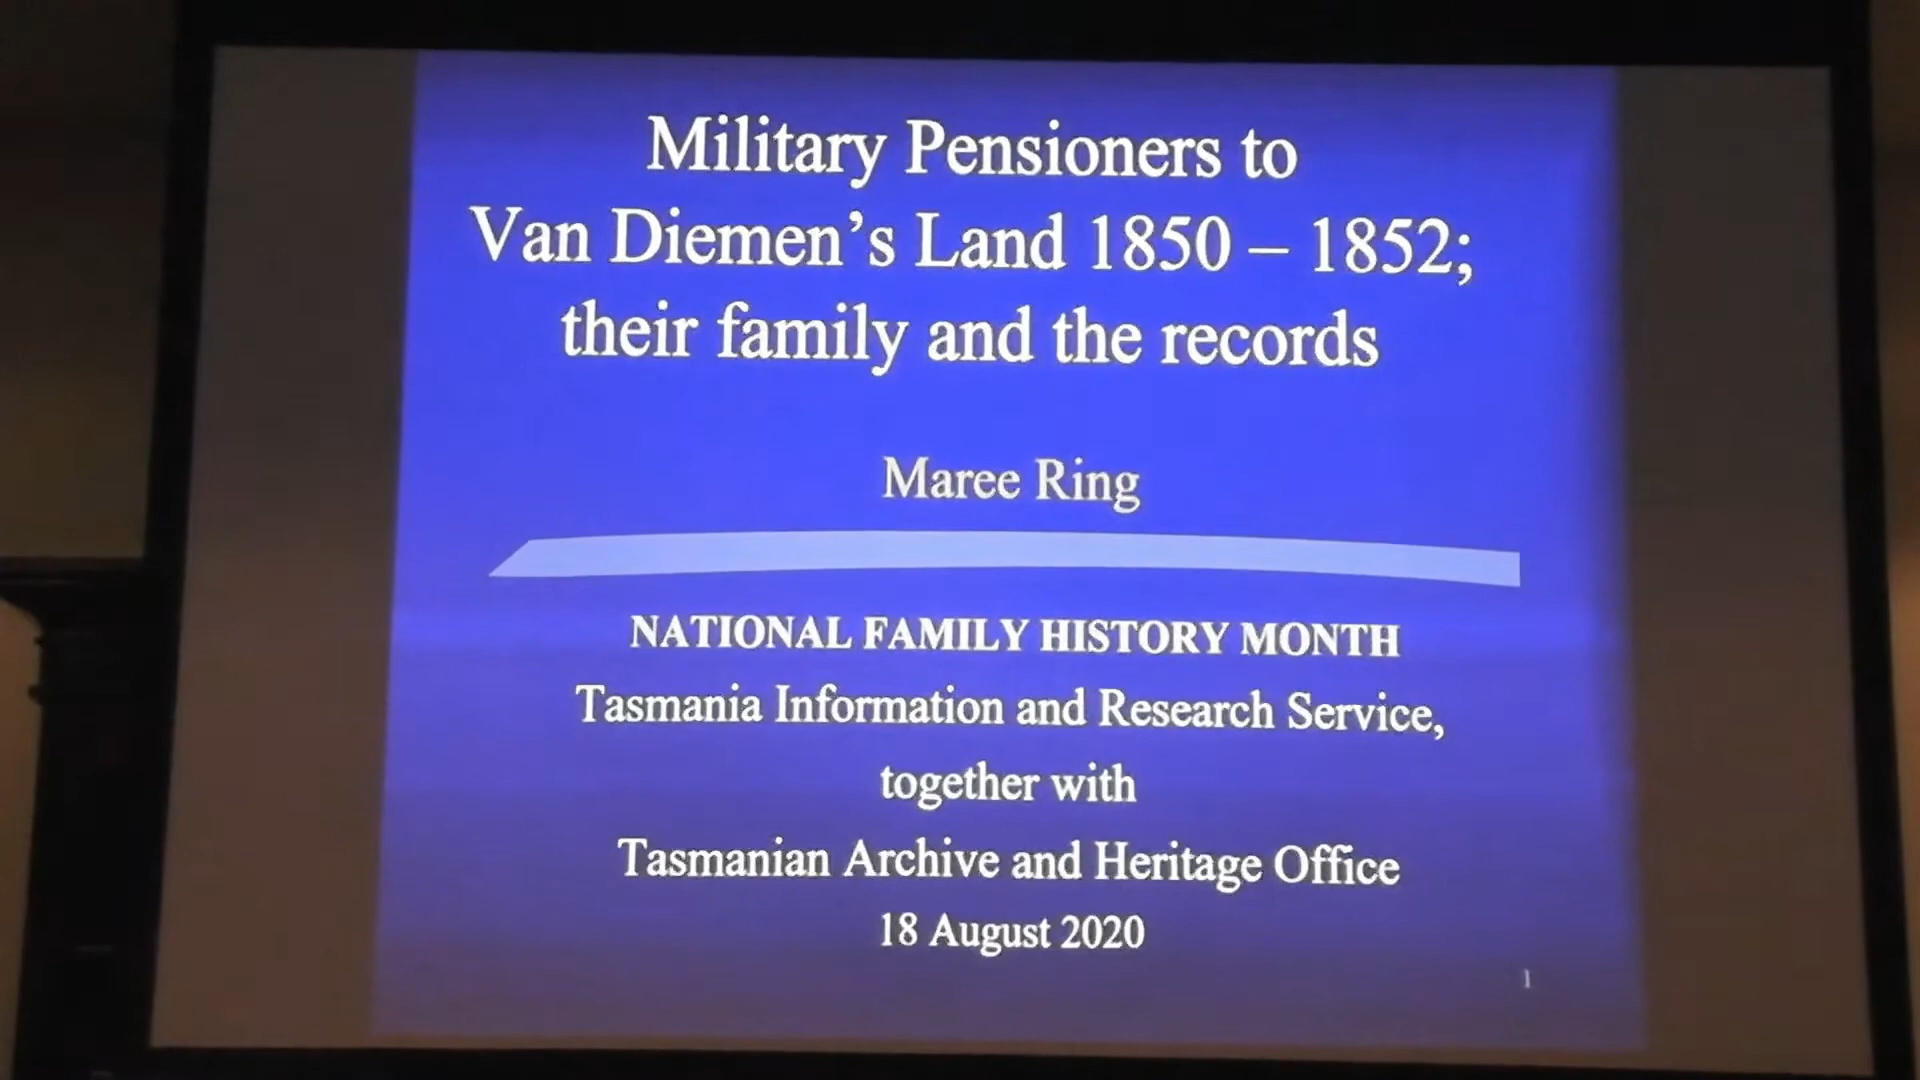 Military Pensioners to
Van Diemen's Land 1850 – 1852;
their family and the records
Maree Ring
NATIONAL FAMILY HISTORY MONTH
Tasmania Information and Research Service,
together with
Tasmanian Archive and Heritage Office
18 August 2020
1